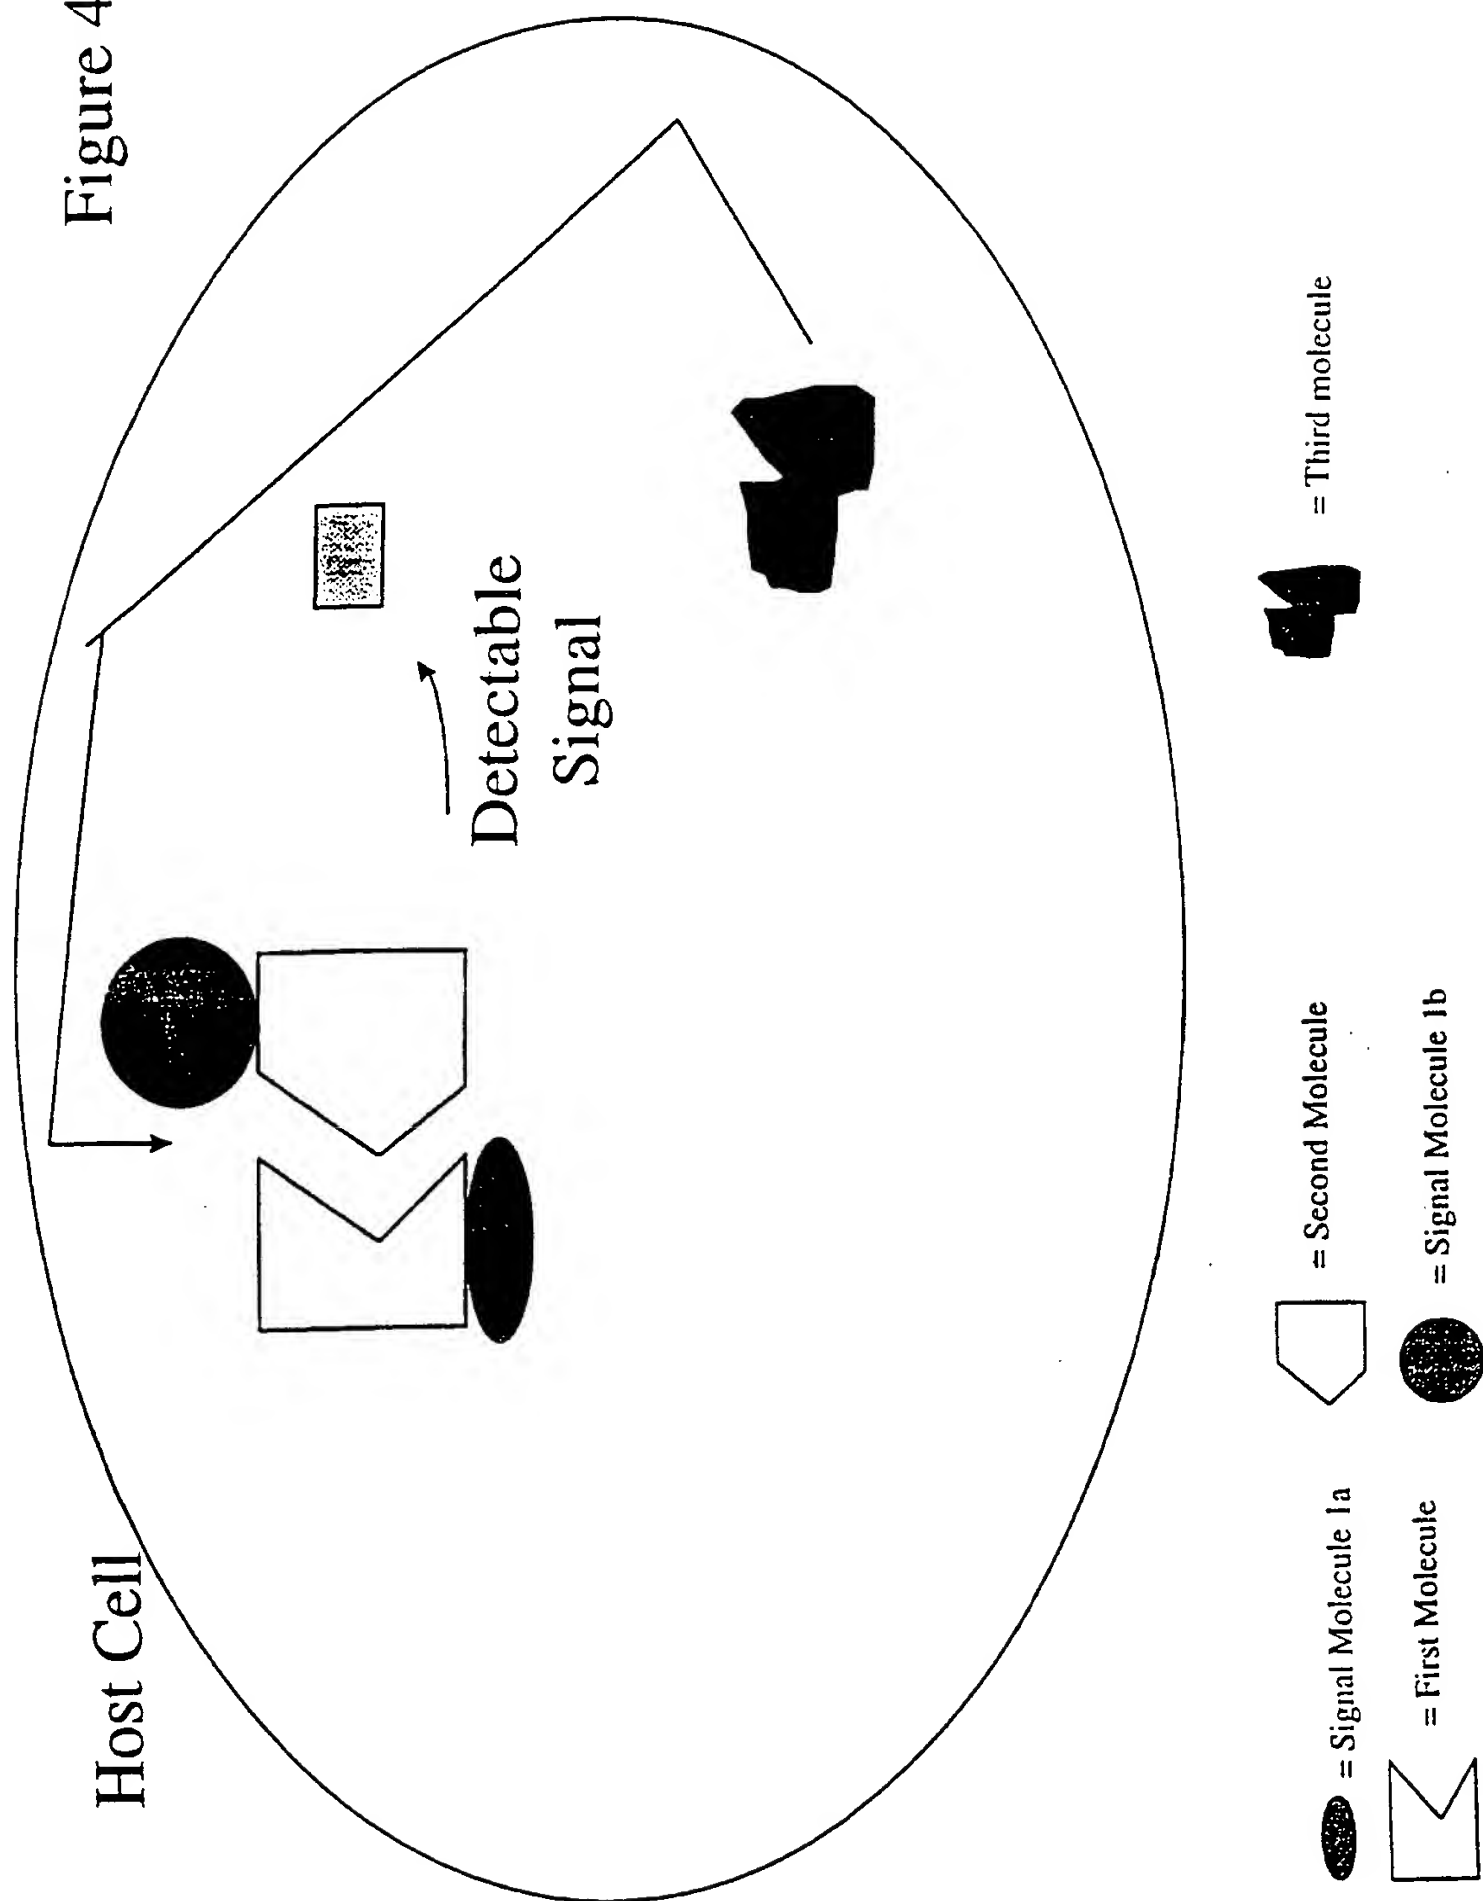 Figure 4
Host Cell
Detectable
Signal
= Signal Molecule 1a
= Second Molecule
= Third molecule
= First Molecule
= Signal Molecule 1b